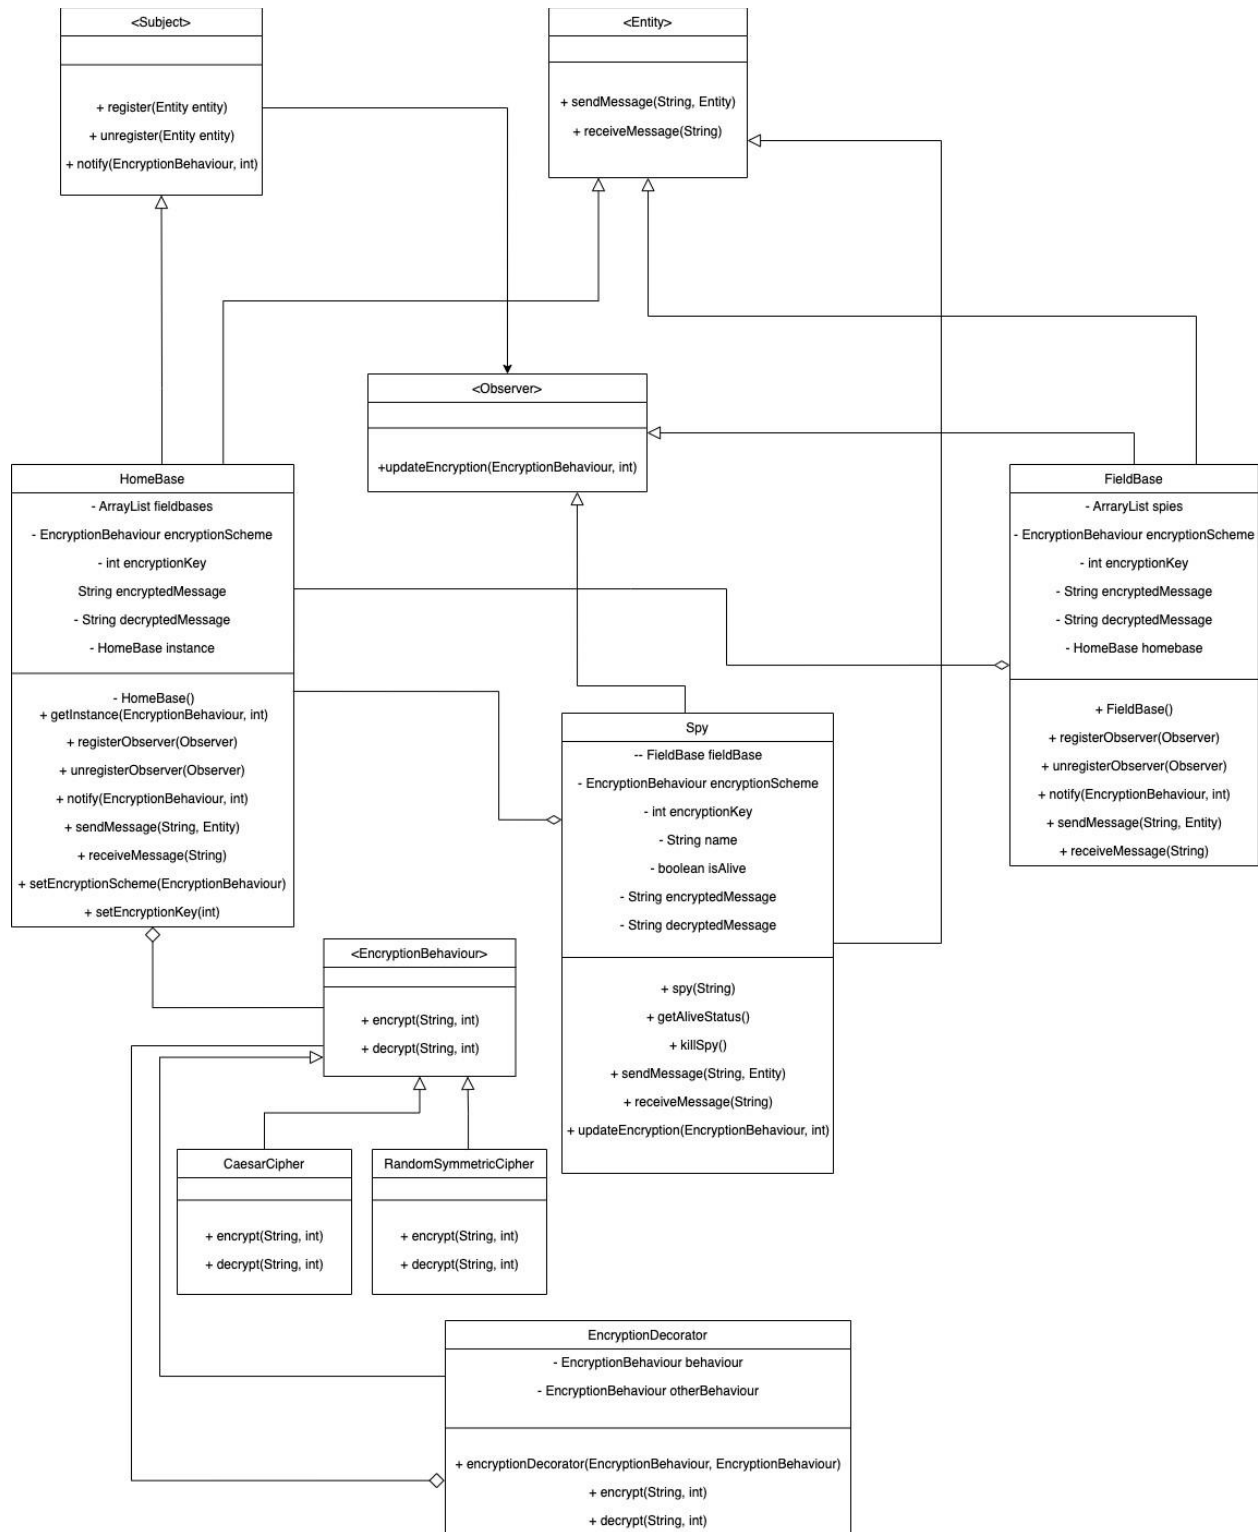 <Subject>
+ register(Entity entity)
+ unregister(Entity entity)
+ notify(EncryptionBehaviour, int)
<Entity>
+ sendMessage(String, Entity)
+ receiveMessage(String)
<Observer>
+updateEncryption(EncryptionBehaviour, int)
HomeBase
- ArrayList fieldbases
- EncryptionBehaviour encryptionScheme
- int encryptionKey
String encryptedMessage
- String decryptedMessage
- HomeBase instance
- HomeBase()
+ getInstance(EncryptionBehaviour, int)
+ registerObserver(Observer)
+ unregisterObserver(Observer)
+ notify(EncryptionBehaviour, int)
+ sendMessage(String, Entity)
+ receiveMessage(String)
+ setEncryptionScheme(EncryptionBehaviour)
+ setEncryptionKey(int)
FieldBase
- ArraryList spies
- EncryptionBehaviour encryptionScheme
- int encryptionKey
- String encryptedMessage
- String decryptedMessage
- HomeBase homebase
+ FieldBase()
+ registerObserver(Observer)
+ unregisterObserver(Observer)
+ notify(EncryptionBehaviour, int)
+ sendMessage(String, Entity)
+ receiveMessage(String)
Spy
-- FieldBase fieldBase
- EncryptionBehaviour encryptionScheme
- int encryptionKey
- String name
- boolean isAlive
- String encryptedMessage
- String decryptedMessage
+ spy(String)
+ getAliveStatus()
+ killSpy()
+ sendMessage(String, Entity)
+ receiveMessage(String)
+ updateEncryption(EncryptionBehaviour, int)
<EncryptionBehaviour>
+ encrypt(String, int)
+ decrypt(String, int)
CaesarCipher
+ encrypt(String, int)
+ decrypt(String, int)
RandomSymmetricCipher
+ encrypt(String, int)
+ decrypt(String, int)
EncryptionDecorator
- EncryptionBehaviour behaviour
- EncryptionBehaviour otherBehaviour
+ encryptionDecorator(EncryptionBehaviour, EncryptionBehaviour)
+ encrypt(String, int)
+ decrypt(String, int)